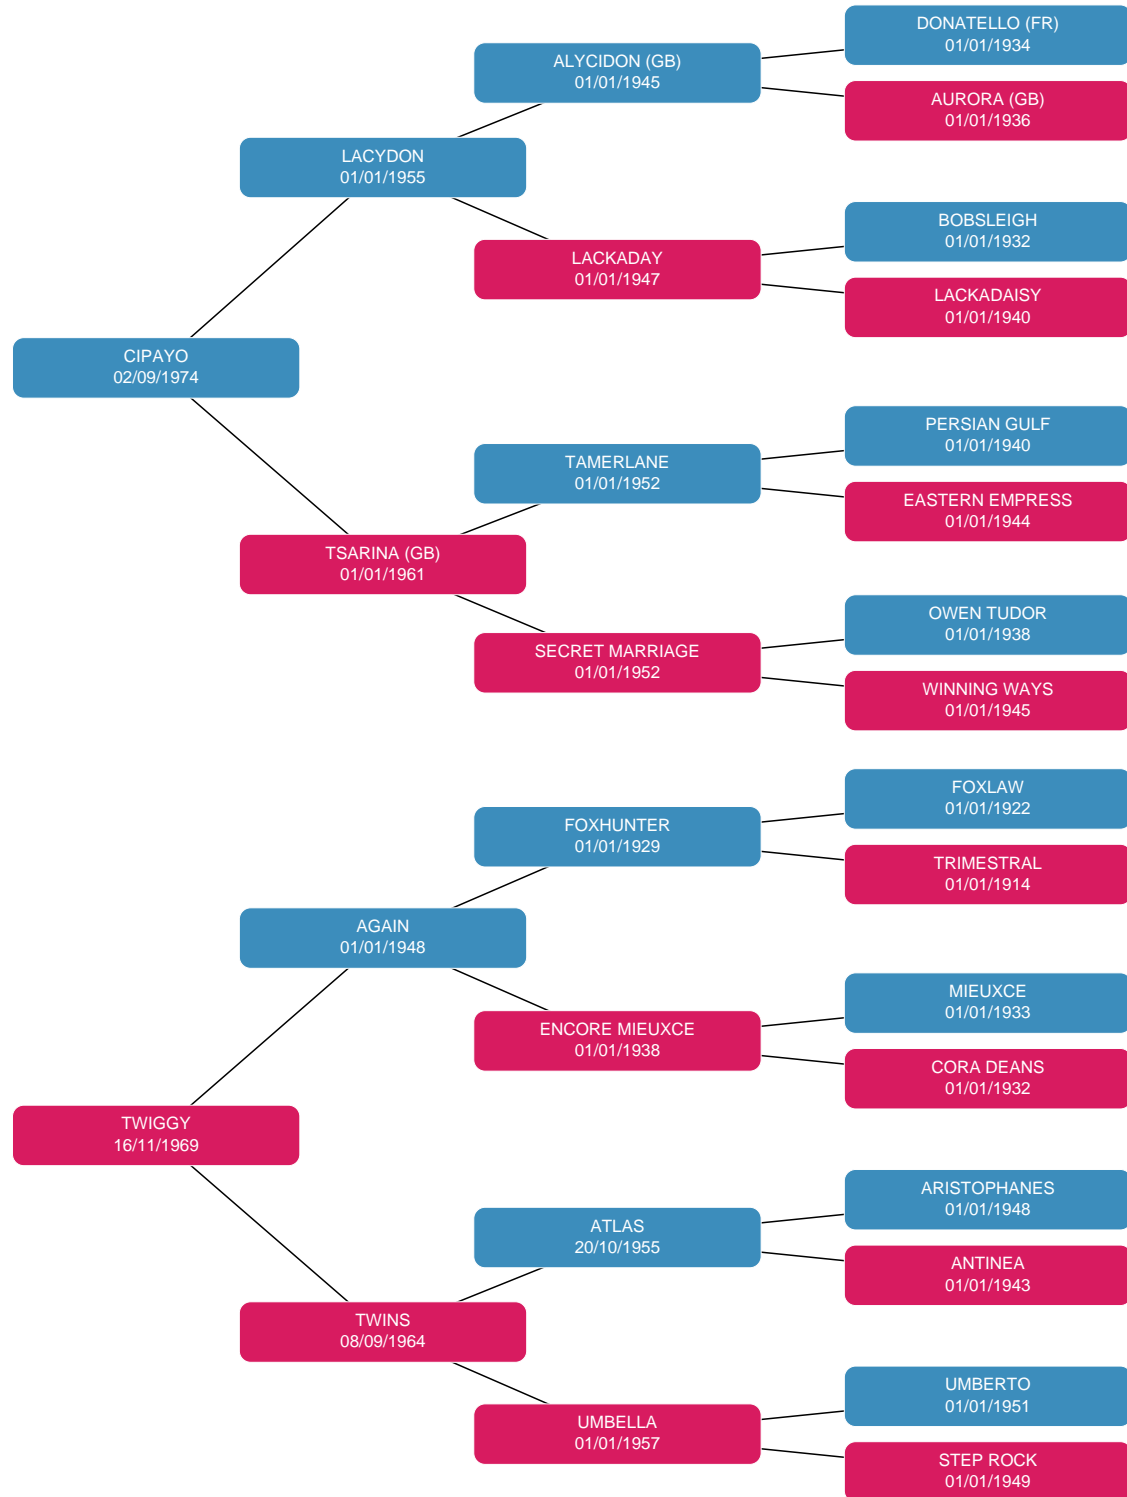 DONATELLO (FR)
01/01/1934
ALYCIDON (GB)
01/01/1945
AURORA (GB)
01/01/1936
LACYDON
01/01/1955
BOBSLEIGH
01/01/1932
LACKADAY
01/01/1947
LACKADAISY
01/01/1940
CIPAYO
02/09/1974
PERSIAN GULF
01/01/1940
TAMERLANE
01/01/1952
EASTERN EMPRESS
01/01/1944
TSARINA (GB)
01/01/1961
OWEN TUDOR
01/01/1938
SECRET MARRIAGE
01/01/1952
WINNING WAYS
01/01/1945
FOXLAW
01/01/1922
FOXHUNTER
01/01/1929
TRIMESTRAL
01/01/1914
AGAIN
01/01/1948
MIEUXCE
01/01/1933
ENCORE MIEUXCE
01/01/1938
CORA DEANS
01/01/1932
TWIGGY
16/11/1969
ARISTOPHANES
01/01/1948
ATLAS
20/10/1955
ANTINEA
01/01/1943
TWINS
08/09/1964
UMBERTO
01/01/1951
UMBELLA
01/01/1957
STEP ROCK
01/01/1949